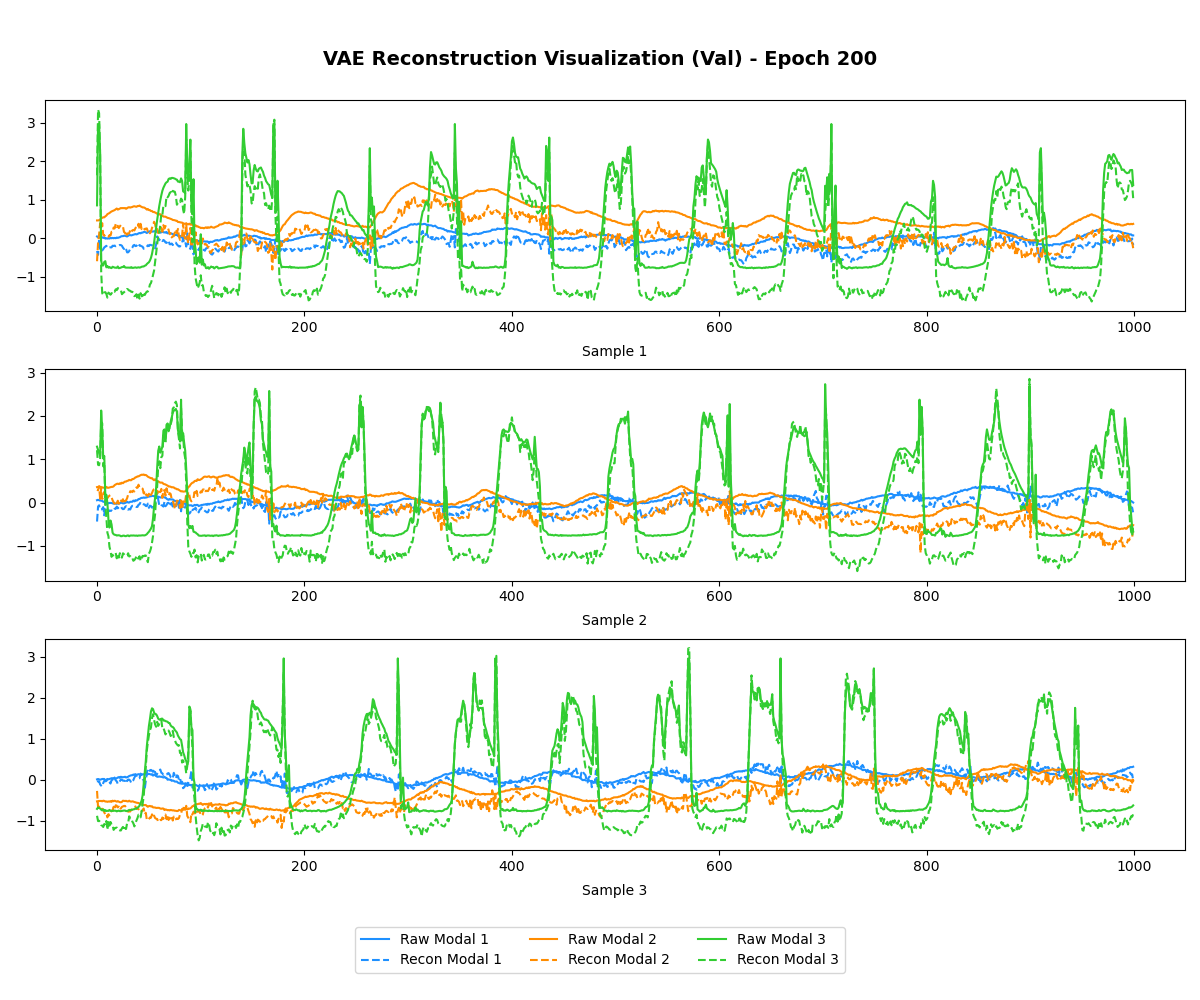 VAE Reconstruction Visualization (Val) - Epoch 200
3
2
1
0
−1
0 200 400 600 800 1000
Sample 1
3
2
1
0
−1
0 200 400 600 800 1000
Sample 2
3
2
1
0
−1
0 200 400 600 800 1000
Sample 3
Raw Modal 1 Raw Modal 2 Raw Modal 3
Recon Modal 1 Recon Modal 2 Recon Modal 3